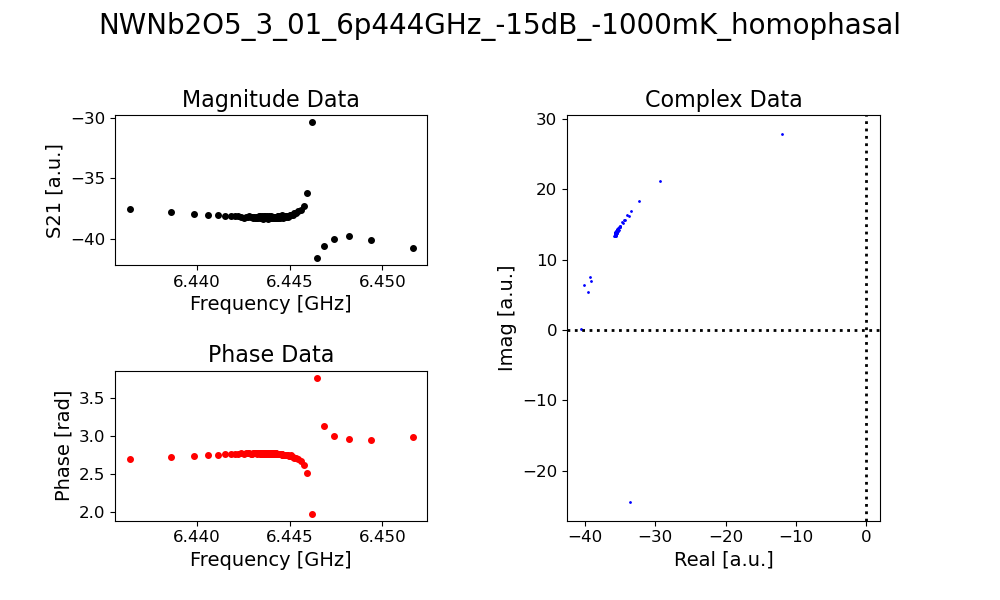 NWNb2O5_3_01_6p444GHz_-15dB_-1000mK_homophasal
Magnitude Data
S21 [a.u.]
−30
−35
−40
6.440 6.445 6.450
Frequency [GHz]
Phase Data
Phase [rad]
3.5
3.0
2.5
2.0
6.440 6.445 6.450
Frequency [GHz]
Complex Data
Imag [a.u.]
30
20
10
0
−10
−20
−40 −30 −20 −10 0
Real [a.u.]